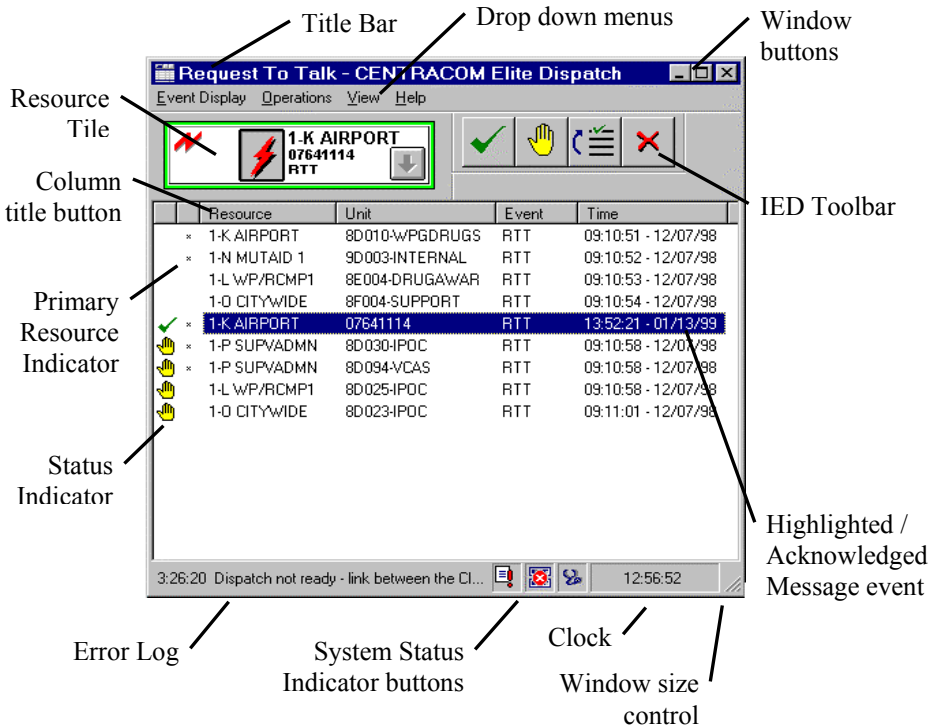 Title Bar
Drop down menus
Window
buttons
Request To Talk - CENTRACOM Elite Dispatch
Event Display Operations View Help
Resource
Tile
1-K AIRPORT
07641114
RTT
Column
title button
IED Toolbar
Resource Unit Event Time
* 1-K AIRPORT 8D010-WPGDRUGS RTT 09:10:51 - 12/07/98
* 1-N MUTAID 1 9D003-INTERNAL RTT 09:10:52 - 12/07/98
1-L WP/RCMP1 8E004-DRUGAWAR RTT 09:10:53 - 12/07/98
1-O CITYWIDE 8F004-SUPPORT RTT 09:10:54 - 12/07/98
* 1-K AIRPORT 07641114 RTT 13:52:21 - 01/13/99
* 1-P SUPVADMN 8D030-IPOC RTT 09:10:58 - 12/07/98
* 1-P SUPVADMN 8D094-VCAS RTT 09:10:58 - 12/07/98
1-L WP/RCMP1 8D025-IPOC RTT 09:10:58 - 12/07/98
1-O CITYWIDE 8D023-IPOC RTT 09:11:01 - 12/07/98
Primary
Resource
Indicator
Status
Indicator
Highlighted /
Acknowledged
Message event
3:26:20 Dispatch not ready - link between the Cl... 12:56:52
Error Log
System Status
Indicator buttons
Clock
Window size
control